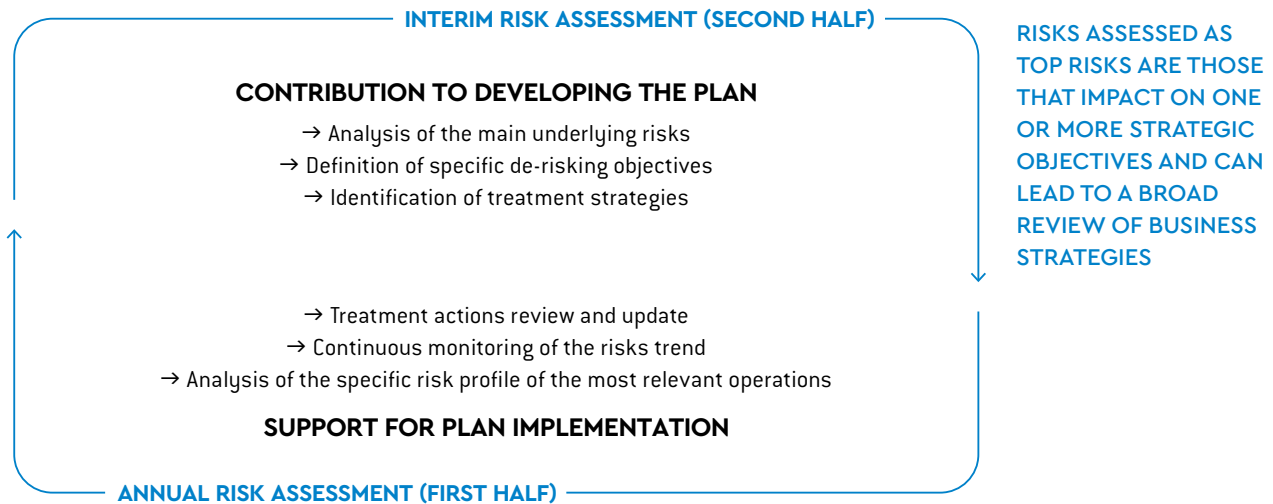 INTERIM RISK ASSESSMENT (SECOND HALF)
CONTRIBUTION TO DEVELOPING THE PLAN
→ Analysis of the main underlying risks
→ Definition of specific de-risking objectives
→ Identification of treatment strategies
→ Treatment actions review and update
→ Continuous monitoring of the risks trend
→ Analysis of the specific risk profile of the most relevant operations
SUPPORT FOR PLAN IMPLEMENTATION
ANNUAL RISK ASSESSMENT (FIRST HALF)
RISKS ASSESSED AS
TOP RISKS ARE THOSE
THAT IMPACT ON ONE
OR MORE STRATEGIC
OBJECTIVES AND CAN
LEAD TO A BROAD
REVIEW OF BUSINESS
STRATEGIES